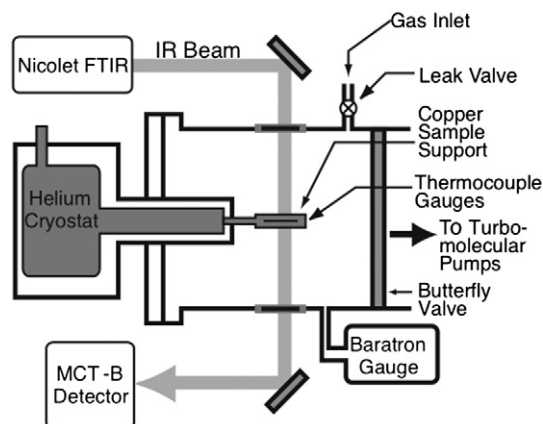 Gas Inlet
IR Beam
Nicolet FTIR
Leak Valve
Copper
Sample
Support
Thermocouple
Gauges
Helium
Cryostat
To Turbo-
molecular
Pumps
Butterfly
Valve
Baratron
Gauge
MCT-B
Detector